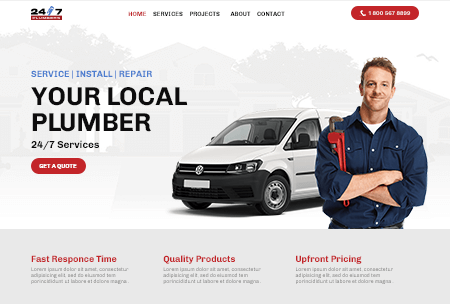 24/7
PLUMBERS
HOME SERVICES PROJECTS ABOUT CONTACT
1 800 567 8899
SERVICE | INSTALL | REPAIR
YOUR LOCAL
PLUMBER
24/7 Services
GET A QUOTE
Fast Responce Time
Lorem ipsum dolor sit amet, consectetur
adipiscing elit, sed do eiusmod tem
porincididunt ut labore et dolore magna.
Quality Products
Lorem ipsum dolor sit amet, consectetur
adipiscing elit, sed do eiusmod tem
porincididunt ut labore et dolore magna.
Upfront Pricing
Lorem ipsum dolor sit amet, consectetur
adipiscing elit, sed do eiusmod tem
porincididunt ut labore et dolore magna.